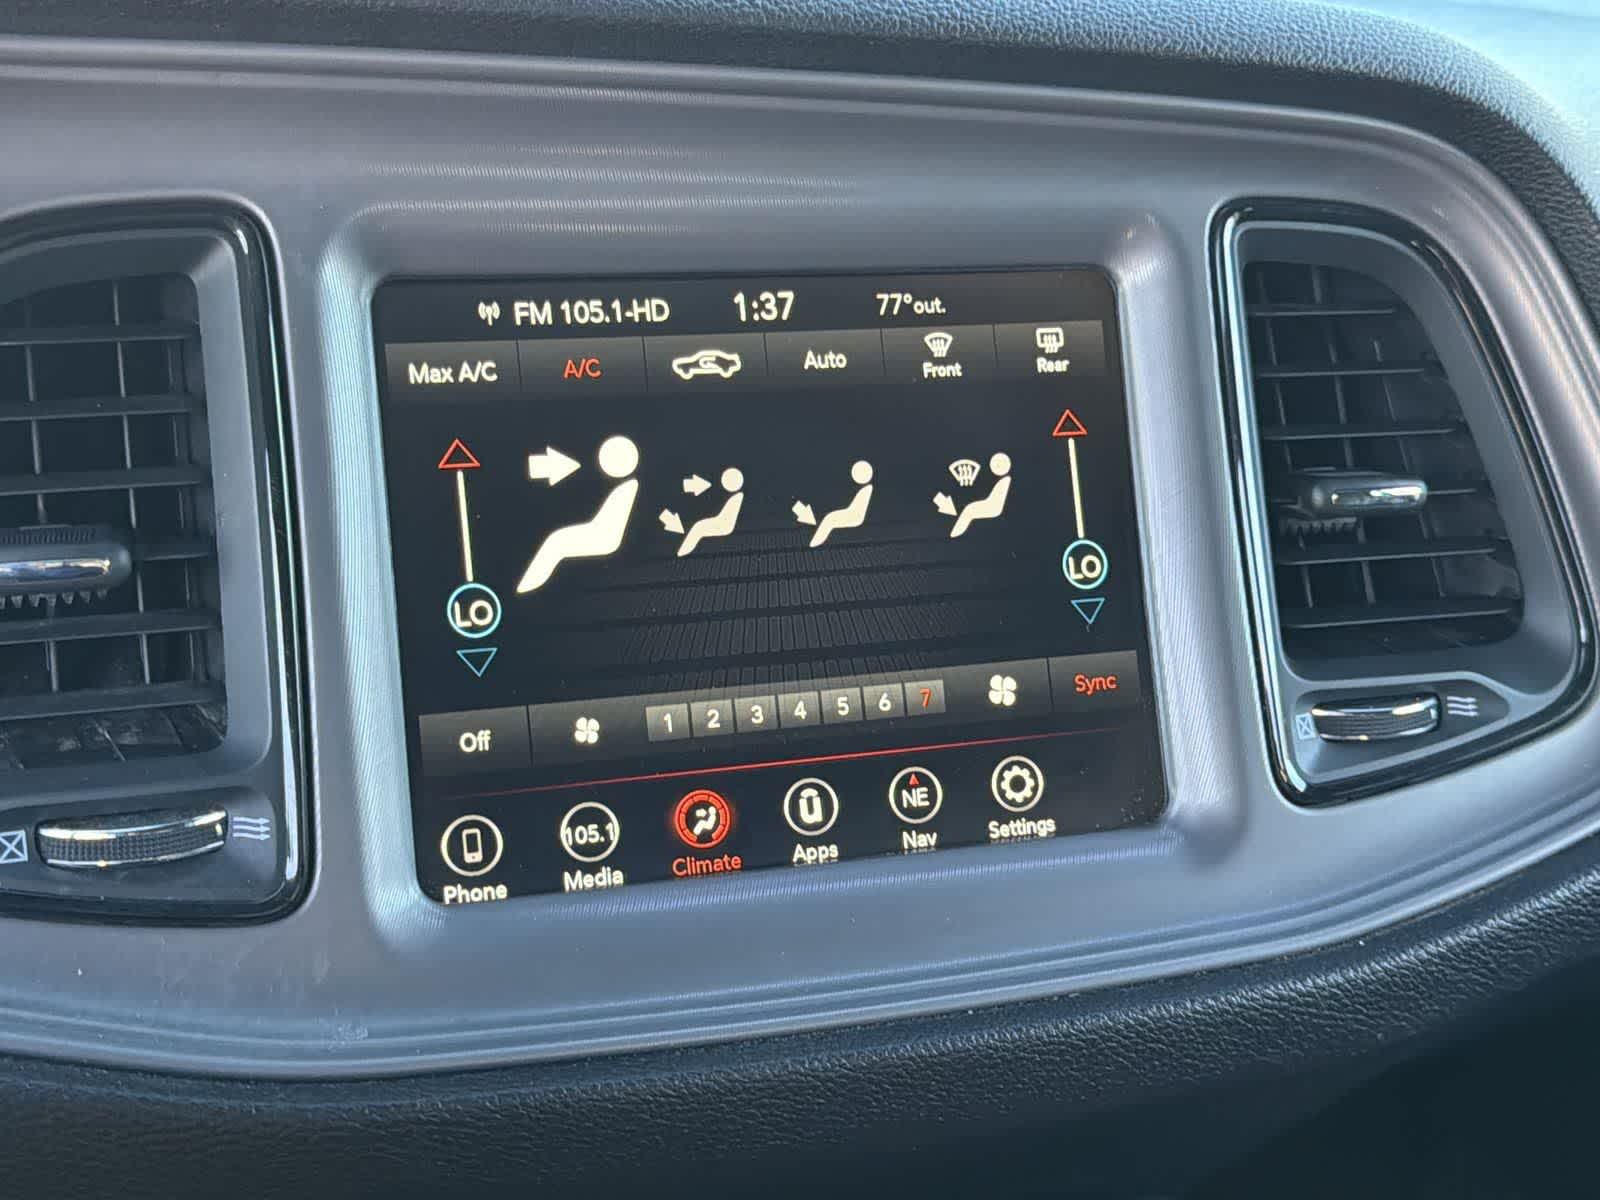 FM 105.1-HD 1:37 77°out.
Max A/C A/C Auto Front Rear
LO LO
Off 1 2 3 4 5 6 7 Sync
105.1 NE
Phone Media Climate Apps Nav Settings